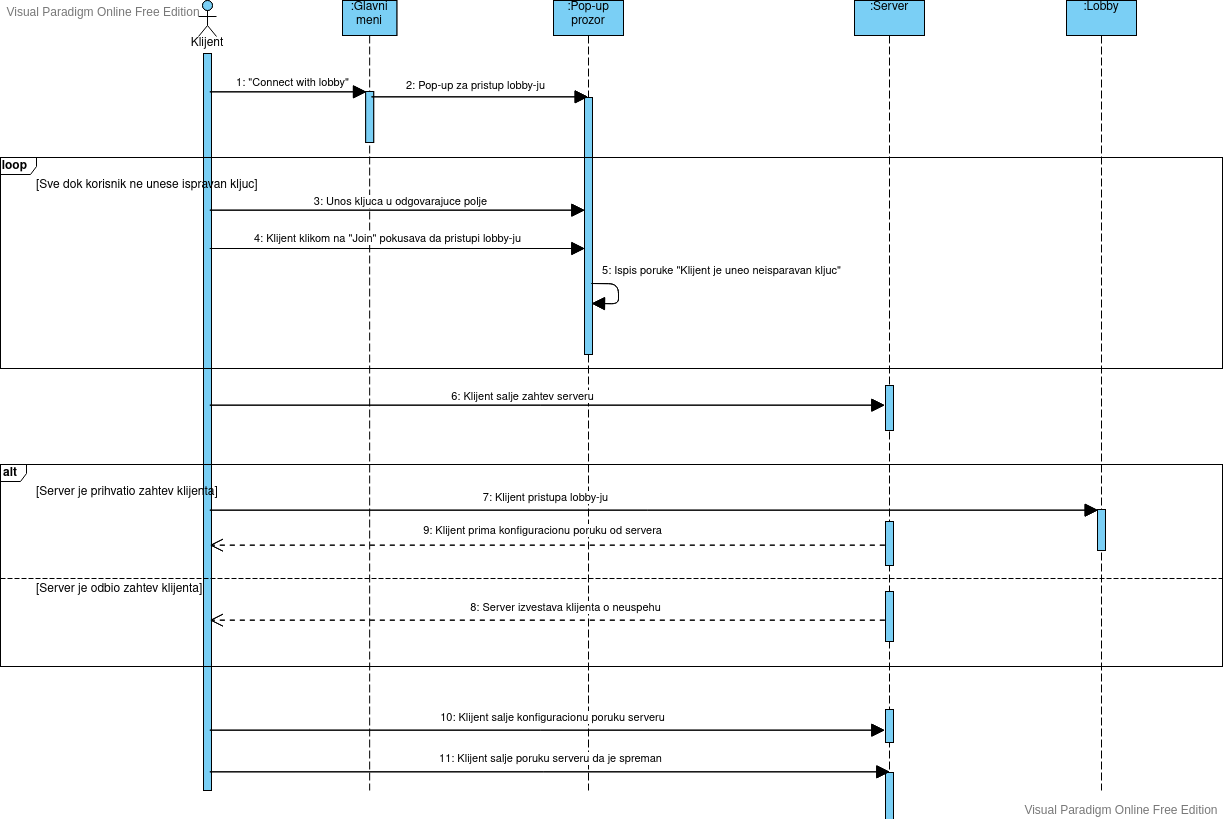 Visual Paradigm Online Free Edition
Klijent
:Glavni
meni
:Pop-up
prozor
:Server
:Lobby
1: "Connect with lobby"
2: Pop-up za pristup lobby-ju
loop
[Sve dok korisnik ne unese ispravan kljuc]
3: Unos kljuca u odgovarajuce polje
4: Klijent klikom na "Join" pokusava da pristupi lobby-ju
5: Ispis poruke "Klijent je uneo neisparavan kljuc"
6: Klijent salje zahtev serveru
alt
[Server je prihvatio zahtev klijenta]
7: Klijent pristupa lobby-ju
9: Klijent prima konfiguracionu poruku od servera
[Server je odbio zahtev klijenta]
8: Server izvestava klijenta o neuspehu
10: Klijent salje konfiguracionu poruku serveru
11: Klijent salje poruku serveru da je spreman
Visual Paradigm Online Free Edition